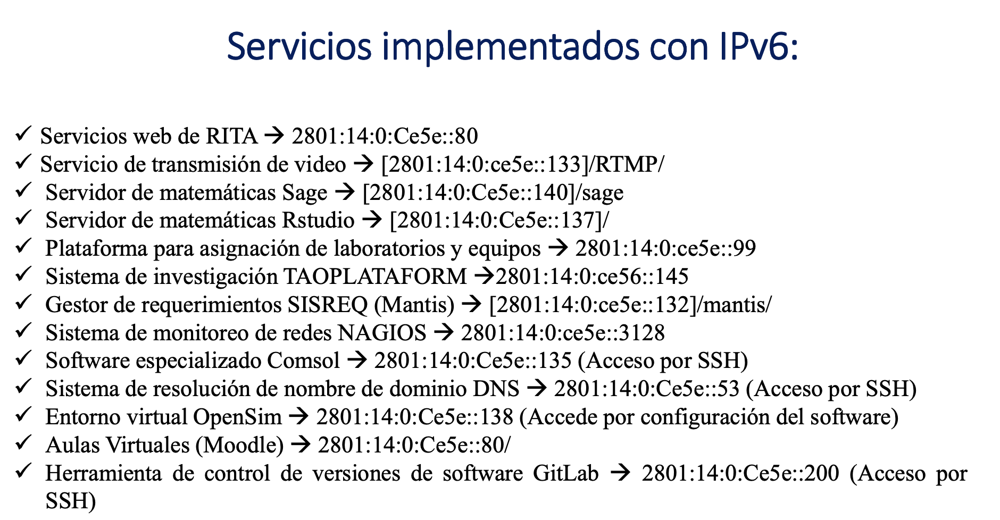 Servicios implementados con IPv6:
✓ Servicios web de RITA → 2801:14:0:Ce5e::80
✓ Servicio de transmisión de video → [2801:14:0:ce5e::133]/RTMP/
✓ Servidor de matemáticas Sage → [2801:14:0:Ce5e::140]/sage
✓ Servidor de matemáticas Rstudio → [2801:14:0:Ce5e::137]/
✓ Plataforma para asignación de laboratorios y equipos → 2801:14:0:ce5e::99
✓ Sistema de investigación TAOPLATAFORM →2801:14:0:ce56::145
✓ Gestor de requerimientos SISREQ (Mantis) → [2801:14:0:ce5e::132]/mantis/
✓ Sistema de monitoreo de redes NAGIOS → 2801:14:0:ce5e::3128
✓ Software especializado Comsol → 2801:14:0:Ce5e::135 (Acceso por SSH)
✓ Sistema de resolución de nombre de dominio DNS → 2801:14:0:Ce5e::53 (Acceso por SSH)
✓ Entorno virtual OpenSim → 2801:14:0:Ce5e::138 (Accede por configuración del software)
✓ Aulas Virtuales (Moodle) → 2801:14:0:Ce5e::80/
✓ Herramienta de control de versiones de software GitLab → 2801:14:0:Ce5e::200 (Acceso por
SSH)